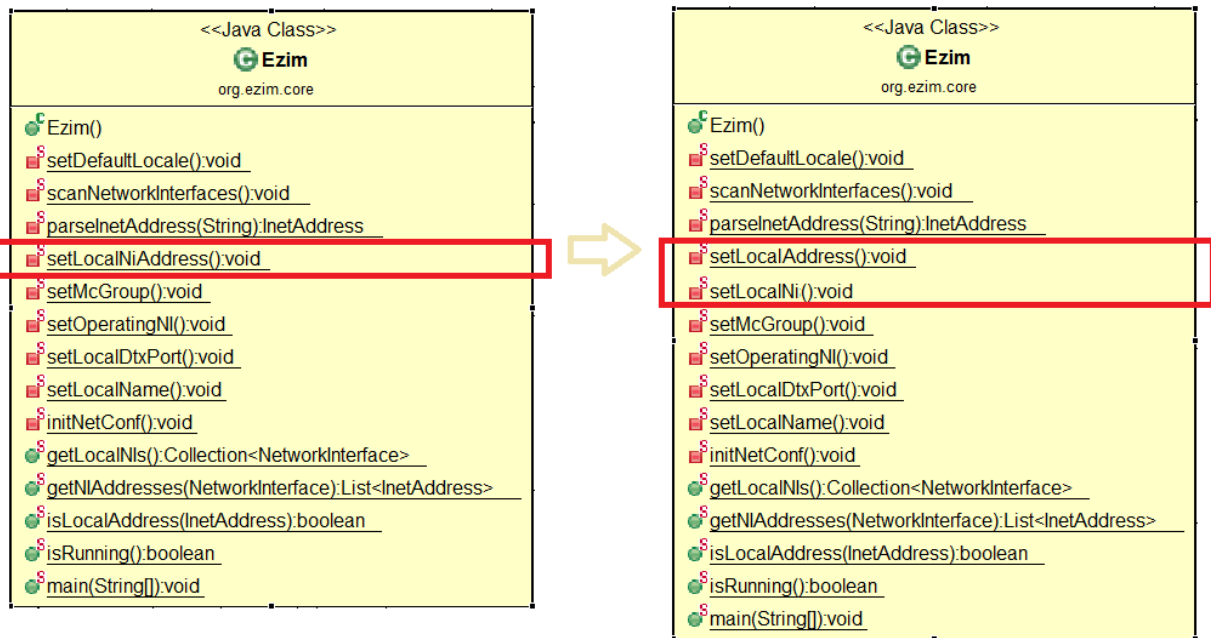 <<Java Class>>
Ezim
org.ezim.core
Ezim()
setDefaultLocale():void
scanNetworkInterfaces():void
parseInetAddress(String):InetAddress
setLocalNiAddress():void
setMcGroup():void
setOperatingNI():void
setLocalDtxPort():void
setLocalName():void
initNetConf():void
getLocalNIs():Collection<NetworkInterface>
getNIAddresses(NetworkInterface):List<InetAddress>
isLocalAddress(InetAddress):boolean
isRunning():boolean
main(String[]):void
<<Java Class>>
Ezim
org.ezim.core
Ezim()
setDefaultLocale():void
scanNetworkInterfaces():void
parseInetAddress(String):InetAddress
setLocalAddress():void
setLocalNi():void
setMcGroup():void
setOperatingNI():void
setLocalDtxPort():void
setLocalName():void
initNetConf():void
getLocalNIs():Collection<NetworkInterface>
getNIAddresses(NetworkInterface):List<InetAddress>
isLocalAddress(InetAddress):boolean
isRunning():boolean
main(String[]):void